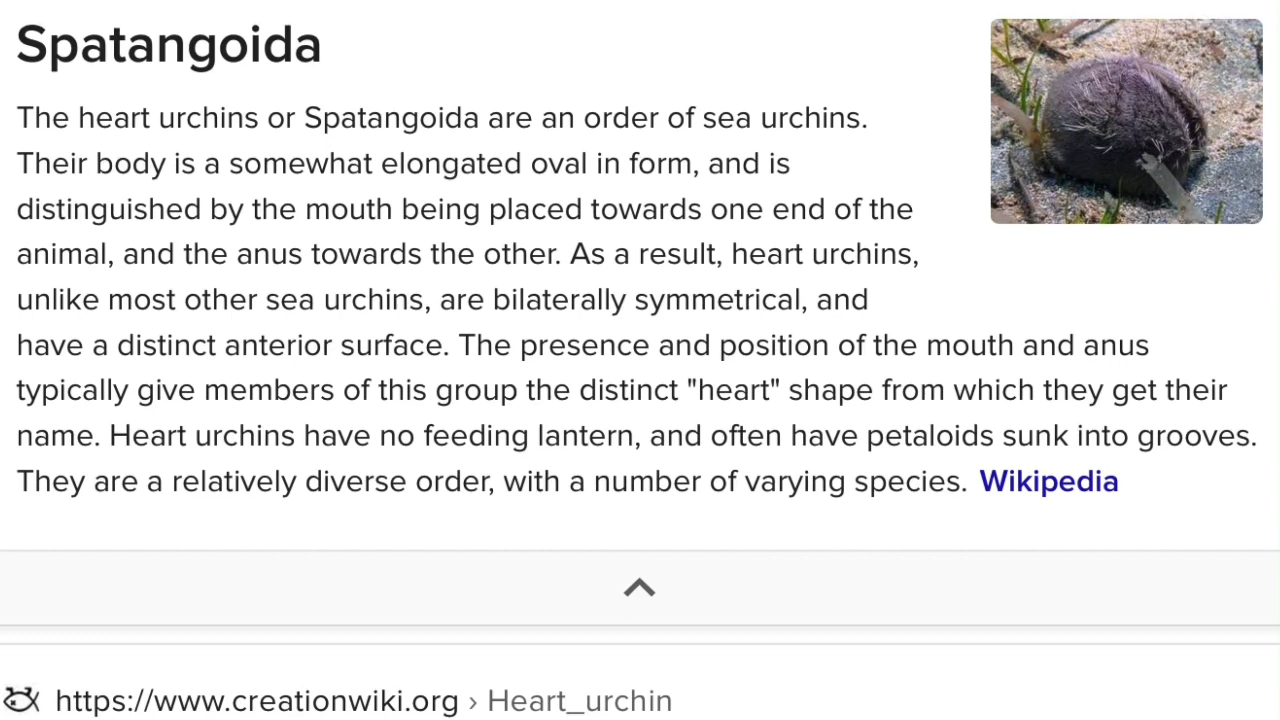 Spatangoida
The heart urchins or Spatangoida are an order of sea urchins.
Their body is a somewhat elongated oval in form, and is
distinguished by the mouth being placed towards one end of the
animal, and the anus towards the other. As a result, heart urchins,
unlike most other sea urchins, are bilaterally symmetrical, and
have a distinct anterior surface. The presence and position of the mouth and anus
typically give members of this group the distinct "heart" shape from which they get their
name. Heart urchins have no feeding lantern, and often have petaloids sunk into grooves.
They are a relatively diverse order, with a number of varying species. Wikipedia
https://www.creationwiki.org › Heart_urchin